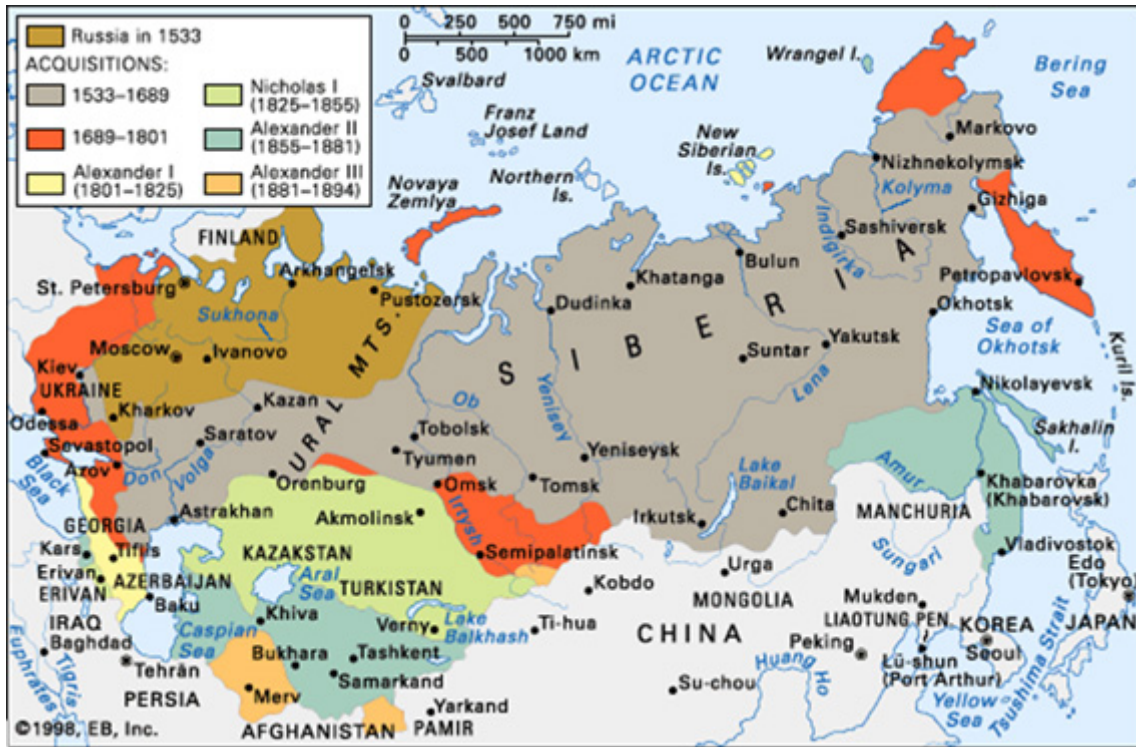 Russia in 1533
ACQUISITIONS:
1533–1689
1689–1801
Alexander I
(1801–1825)
Nicholas I
(1825–1855)
Alexander II
(1855–1881)
Alexander III
(1881–1894)
0 250 500 750 mi
0 500 1000 km
ARCTIC
OCEAN
Wrangel I.
Bering
Sea
Svalbard
Franz
Josef Land
New
Siberian
Is.
Markovo
Nizhnekolymsk
Northern
Is.
Kolyma
Gizhiga
Novaya
Zemlya
Indigirka
Sashiversk
FINLAND
Arkhangelsk
Bulun
St. Petersburg
Pustozersk
Khatanga
Petropavlovsk
Dudinka
Okhotsk
Sukhona
SIBERIA
Sea of
Okhotsk
Moscow
Ivanovo
URAL MTS.
Yakutsk
Suntar
Kuril Is.
Kiev
UKRAINE
Yenisey
Lena
Nikolayevsk
Kharkov
Kazan
Ob
Odessa
Tobolsk
Sakhalin
I.
Sevastopol
Saratov
Tyumen
Yeniseysk
Lake
Baikal
Amur
Black
Sea
Azov
Don
Volga
Orenburg
Omsk
Tomsk
Khabarovka
(Khabarovsk)
Irtysh
Chita
MANCHURIA
Astrakhan
Akmolinsk
Irkutsk
GEORGIA
Kars
Tiflis
KAZAKSTAN
Semipalatinsk
Sungari
Vladivostok
Erivan
ERIVAN
AZERBAIJAN
Aral
Sea
TURKISTAN
Kobdo
Urga
Edo
(Tokyo)
Baku
MONGOLIA
Mukden
IRAQ
Khiva
Verny
Lake
Balkhash
Ti-hua
LIAOTUNG PEN.
KOREA
JAPAN
Baghdad
Caspian
Sea
CHINA
Peking
Seoul
Bukhara
Tashkent
Euphrates
Tigris
Tehrān
Huang Ho
Lü-shun
(Port Arthur)
Tsushima Strait
Samarkand
PERSIA
Merv
Su-chou
Yellow
Sea
Yarkand
©1998, EB, Inc.
AFGHANISTAN
PAMIR